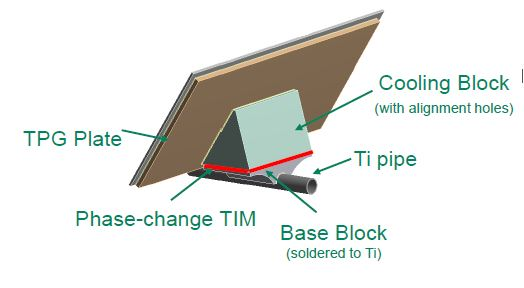 Cooling Block
(with alignment holes)
TPG Plate
Ti pipe
Phase-change TIM
Base Block
(soldered to Ti)